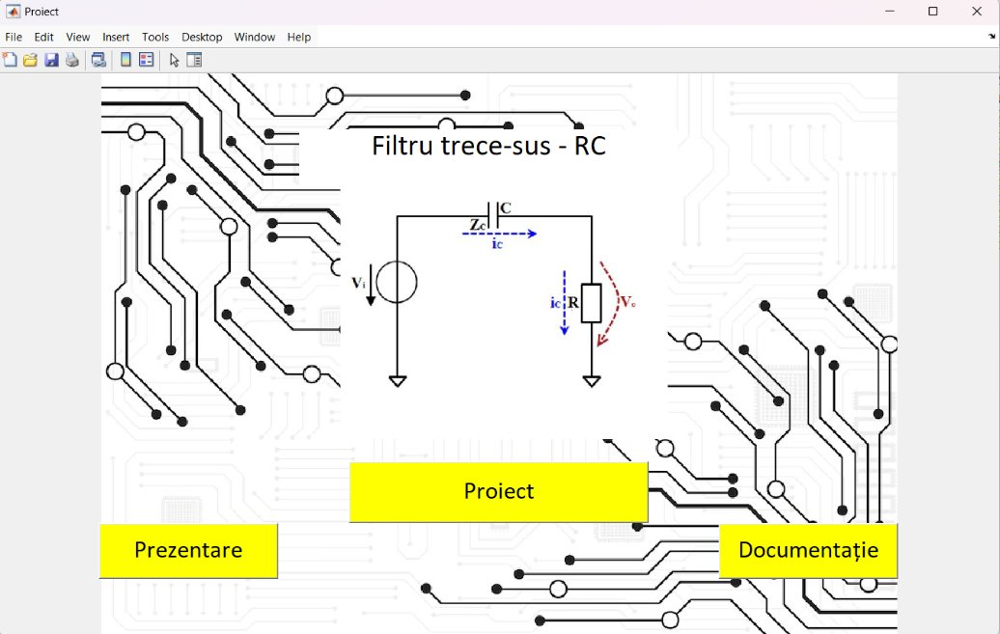 Proiect
File Edit View Insert Tools Desktop Window Help
Filtru trece-sus - RC
C
Zc
ic
Vi
ic R Vo
Proiect
Prezentare
Documentație